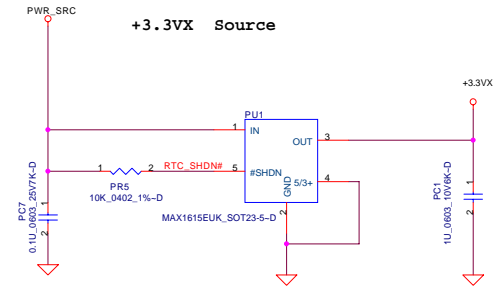 PWR_SRC
+3.3VX Source
+3.3VX
PU1
1
IN
OUT
3
1
2
RTC_SHDN#
5
#SHDN
5/3+
4
GND
2
PR5
10K_0402_1%~D
MAX1615EUK_SOT23-5~D
PC7
0.1U_0603_25V7K~D
1
2
PC1
1U_0603_10V6K~D
1
2